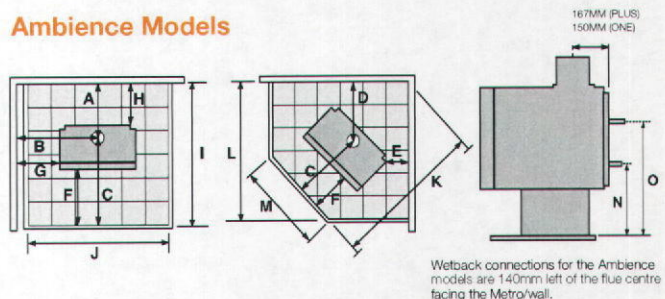 Ambience Models
167MM (PLUS)
150MM (ONE)
A
H
B
G
I
F
C
J
D
L
E
C
F
K
M
O
N
Wetback connections for the Ambience
models are 140mm left of the flue centre
facing the Metro/wall.